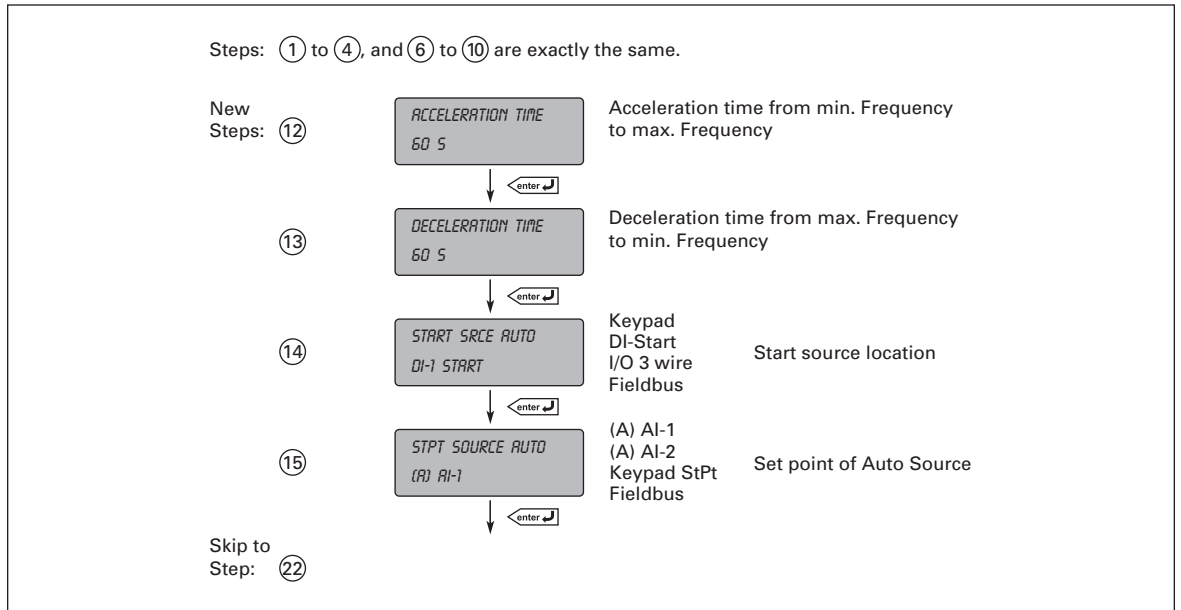 Steps: 1 to 4, and 6 to 10 are exactly the same.
New
Steps: 12
ACCELERATION TIME
60 S
Acceleration time from min. Frequency
to max. Frequency
enter
13
DECELERATION TIME
60 S
Deceleration time from max. Frequency
to min. Frequency
enter
14
START SRCE AUTO
DI-1 START
Keypad
DI-Start
I/O 3 wire
Fieldbus
Start source location
enter
15
STPT SOURCE AUTO
(A) AI-1
(A) AI-1
(A) AI-2
Keypad StPt
Fieldbus
Set point of Auto Source
enter
Skip to
Step: 22